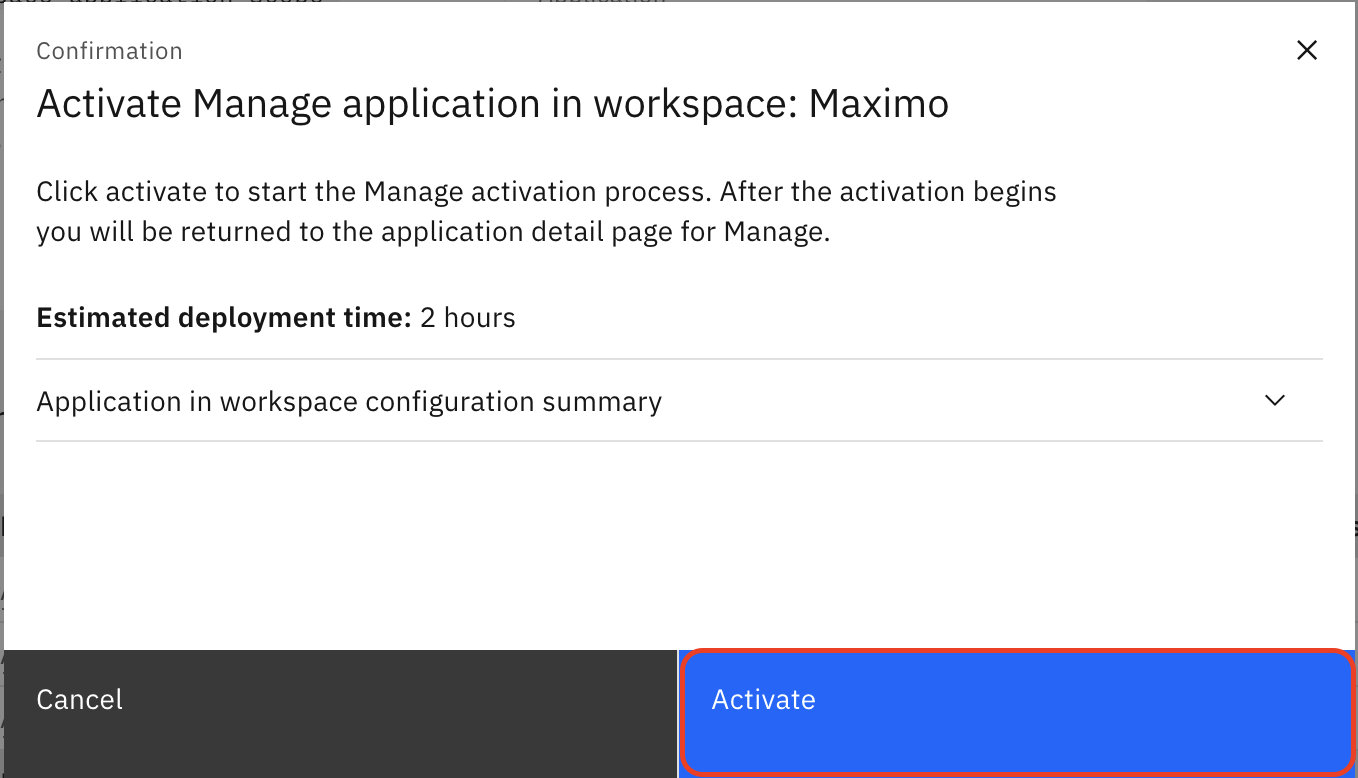 Confirmation
Activate Manage application in workspace: Maximo
Click activate to start the Manage activation process. After the activation begins
you will be returned to the application detail page for Manage.
Estimated deployment time: 2 hours
Application in workspace configuration summary
Cancel
Activate